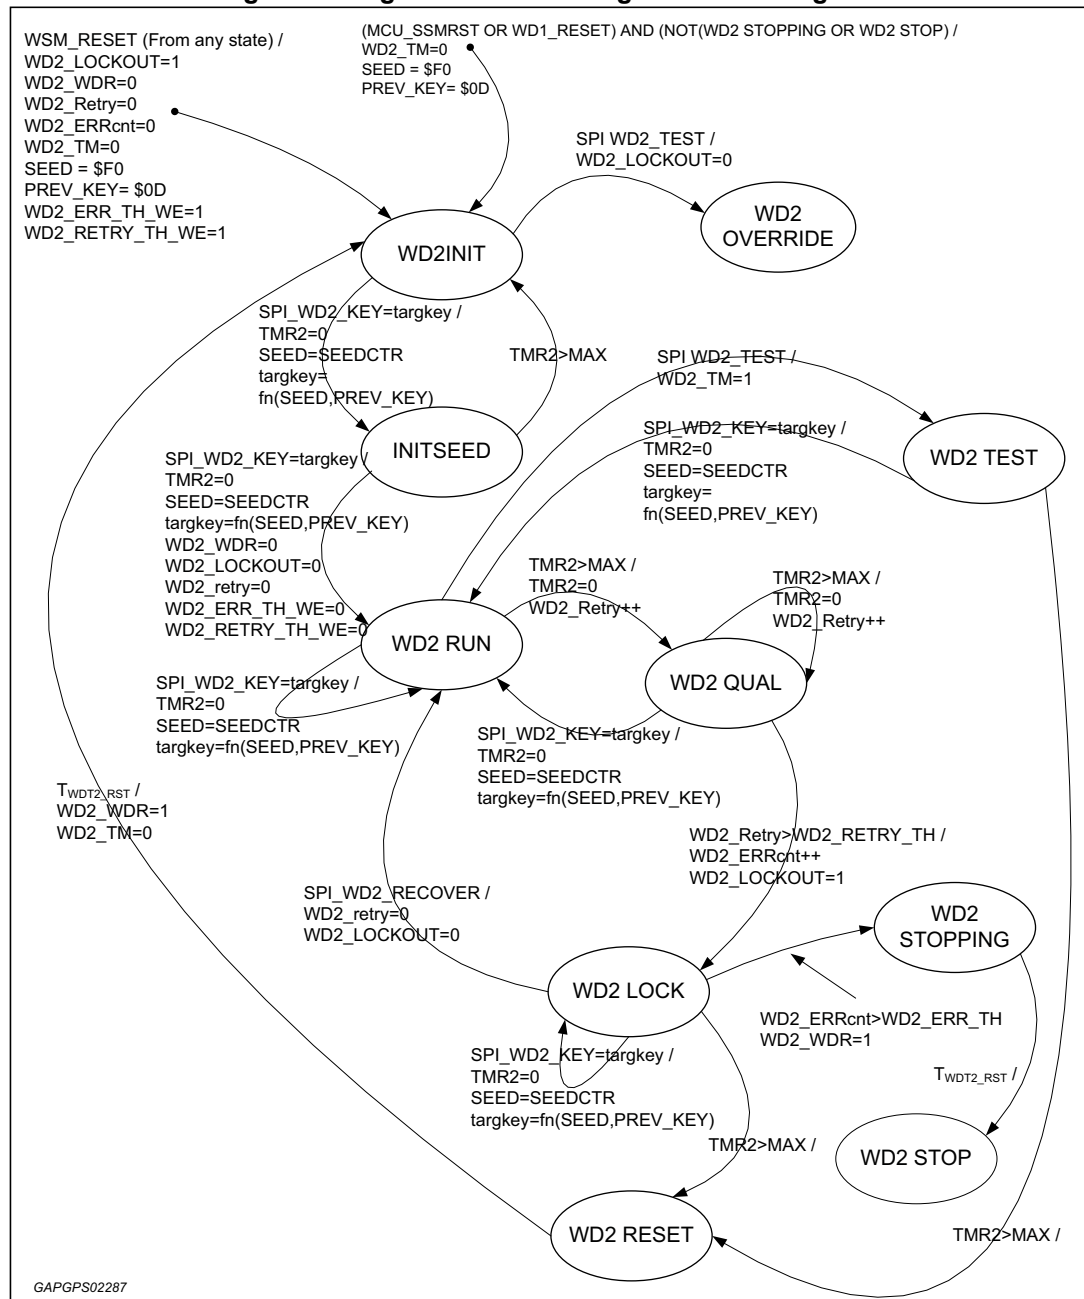 WSM_RESET (From any state) /
WD2_LOCKOUT=1
WD2_WDR=0
WD2_Retry=0
WD2_ERRcnt=0
WD2_TM=0
SEED = $F0
PREV_KEY= $0D
WD2_ERR_TH_WE=1
WD2_RETRY_TH_WE=1
(MCU_SSMRST OR WD1_RESET) AND (NOT(WD2 STOPPING OR WD2 STOP) /
WD2_TM=0
SEED = $F0
PREV_KEY= $0D
SPI WD2_TEST /
WD2_LOCKOUT=0
WD2
OVERRIDE
WD2INIT
SPI_WD2_KEY=targkey /
TMR2=0
SEED=SEEDCTR
targkey=
fn(SEED,PREV_KEY)
TMR2>MAX
SPI WD2_TEST /
WD2_TM=1
INITSEED
SPI_WD2_KEY=targkey /
TMR2=0
SEED=SEEDCTR
targkey=
fn(SEED,PREV_KEY)
WD2 TEST
SPI_WD2_KEY=targkey /
TMR2=0
SEED=SEEDCTR
targkey=fn(SEED,PREV_KEY)
WD2_WDR=0
WD2_LOCKOUT=0
WD2_retry=0
WD2_ERR_TH_WE=0
WD2_RETRY_TH_WE=0
TMR2>MAX /
TMR2=0
WD2_Retry++
TMR2>MAX /
TMR2=0
WD2_Retry++
WD2 RUN
WD2 QUAL
SPI_WD2_KEY=targkey /
TMR2=0
SEED=SEEDCTR
targkey=fn(SEED,PREV_KEY)
SPI_WD2_KEY=targkey /
TMR2=0
SEED=SEEDCTR
targkey=fn(SEED,PREV_KEY)
TWDT2_RST /
WD2_WDR=1
WD2_TM=0
WD2_Retry>WD2_RETRY_TH /
WD2_ERRcnt++
WD2_LOCKOUT=1
SPI_WD2_RECOVER /
WD2_retry=0
WD2_LOCKOUT=0
WD2
STOPPING
WD2 LOCK
WD2_ERRcnt>WD2_ERR_TH
WD2_WDR=1
SPI_WD2_KEY=targkey /
TMR2=0
SEED=SEEDCTR
targkey=fn(SEED,PREV_KEY)
TWDT2_RST /
TMR2>MAX /
WD2 STOP
WD2 RESET
TMR2>MAX /
GAPGPS02287